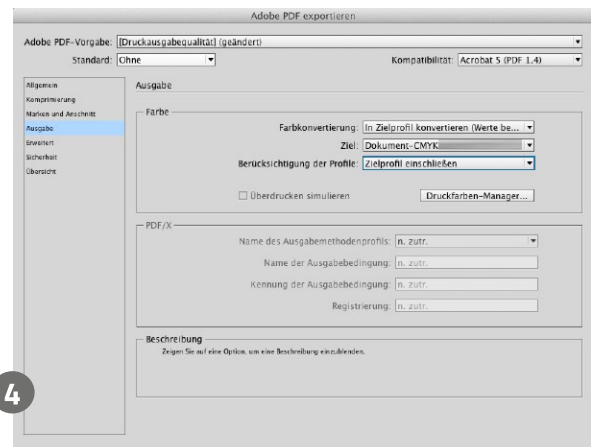 Adobe PDF exportieren
Adobe PDF-Vorgabe: [Druckausgabequalität] (geändert)
Standard: Ohne Kompatibilität: Acrobat 5 (PDF 1.4)
Allgemein
Komprimierung
Marken und Anschnitt
Ausgabe
Erweitert
Sicherheit
Übersicht
Ausgabe
Farbe
Farbkonvertierung: In Zielprofil konvertieren (Werte be...
Ziel: Dokument-CMYK
Berücksichtigung der Profile: Zielprofil einschließen
Überdrucken simulieren Druckfarben-Manager...
PDF/X
Name des Ausgabemethodenprofils: n. zutr.
Name der Ausgabebedingung: n. zutr.
Kennung der Ausgabebedingung: n. zutr.
Registrierung: n. zutr.
Beschreibung
Zeigen Sie auf eine Option, um eine Beschreibung einzublenden.
4